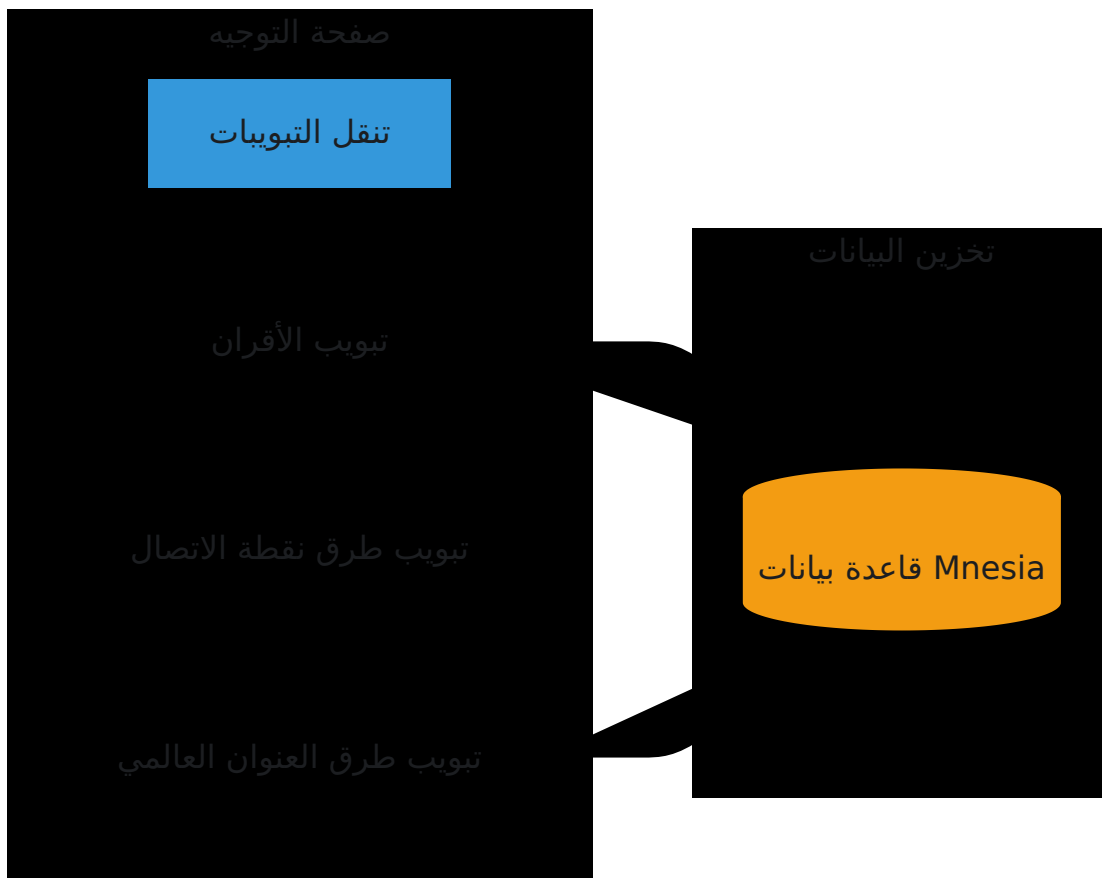 صفحة التوجيه
تنقل التبويبات
تخزين البيانات
تبويب الأقران
تبويب طرق نقطة الاتصال
قاعدة بيانات Mnesia
تبويب طرق العنوان العالمي